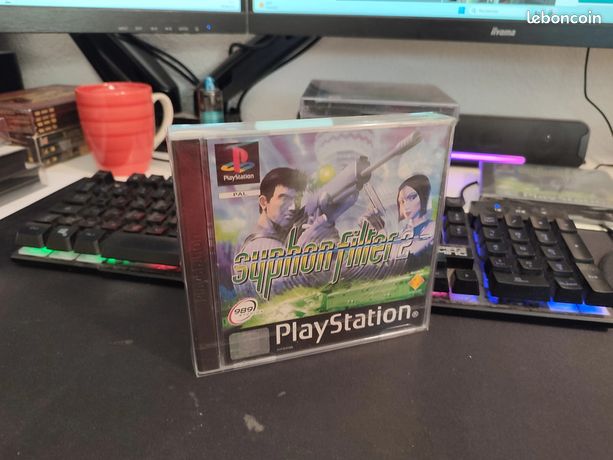 leboncoin
iiyama
PlayStation
PAL
syphon filter 2
989
PlayStation